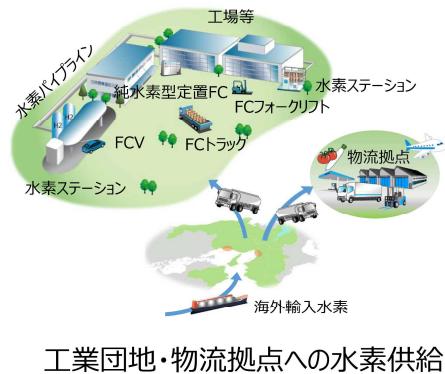 工場等
水素パイプライン
純水素型定置FC
水素ステーション
FCフォークリフト
H2
H2
FCV
FCトラック
水素ステーション
物流拠点
海外輸入水素
工業団地・物流拠点への水素供給